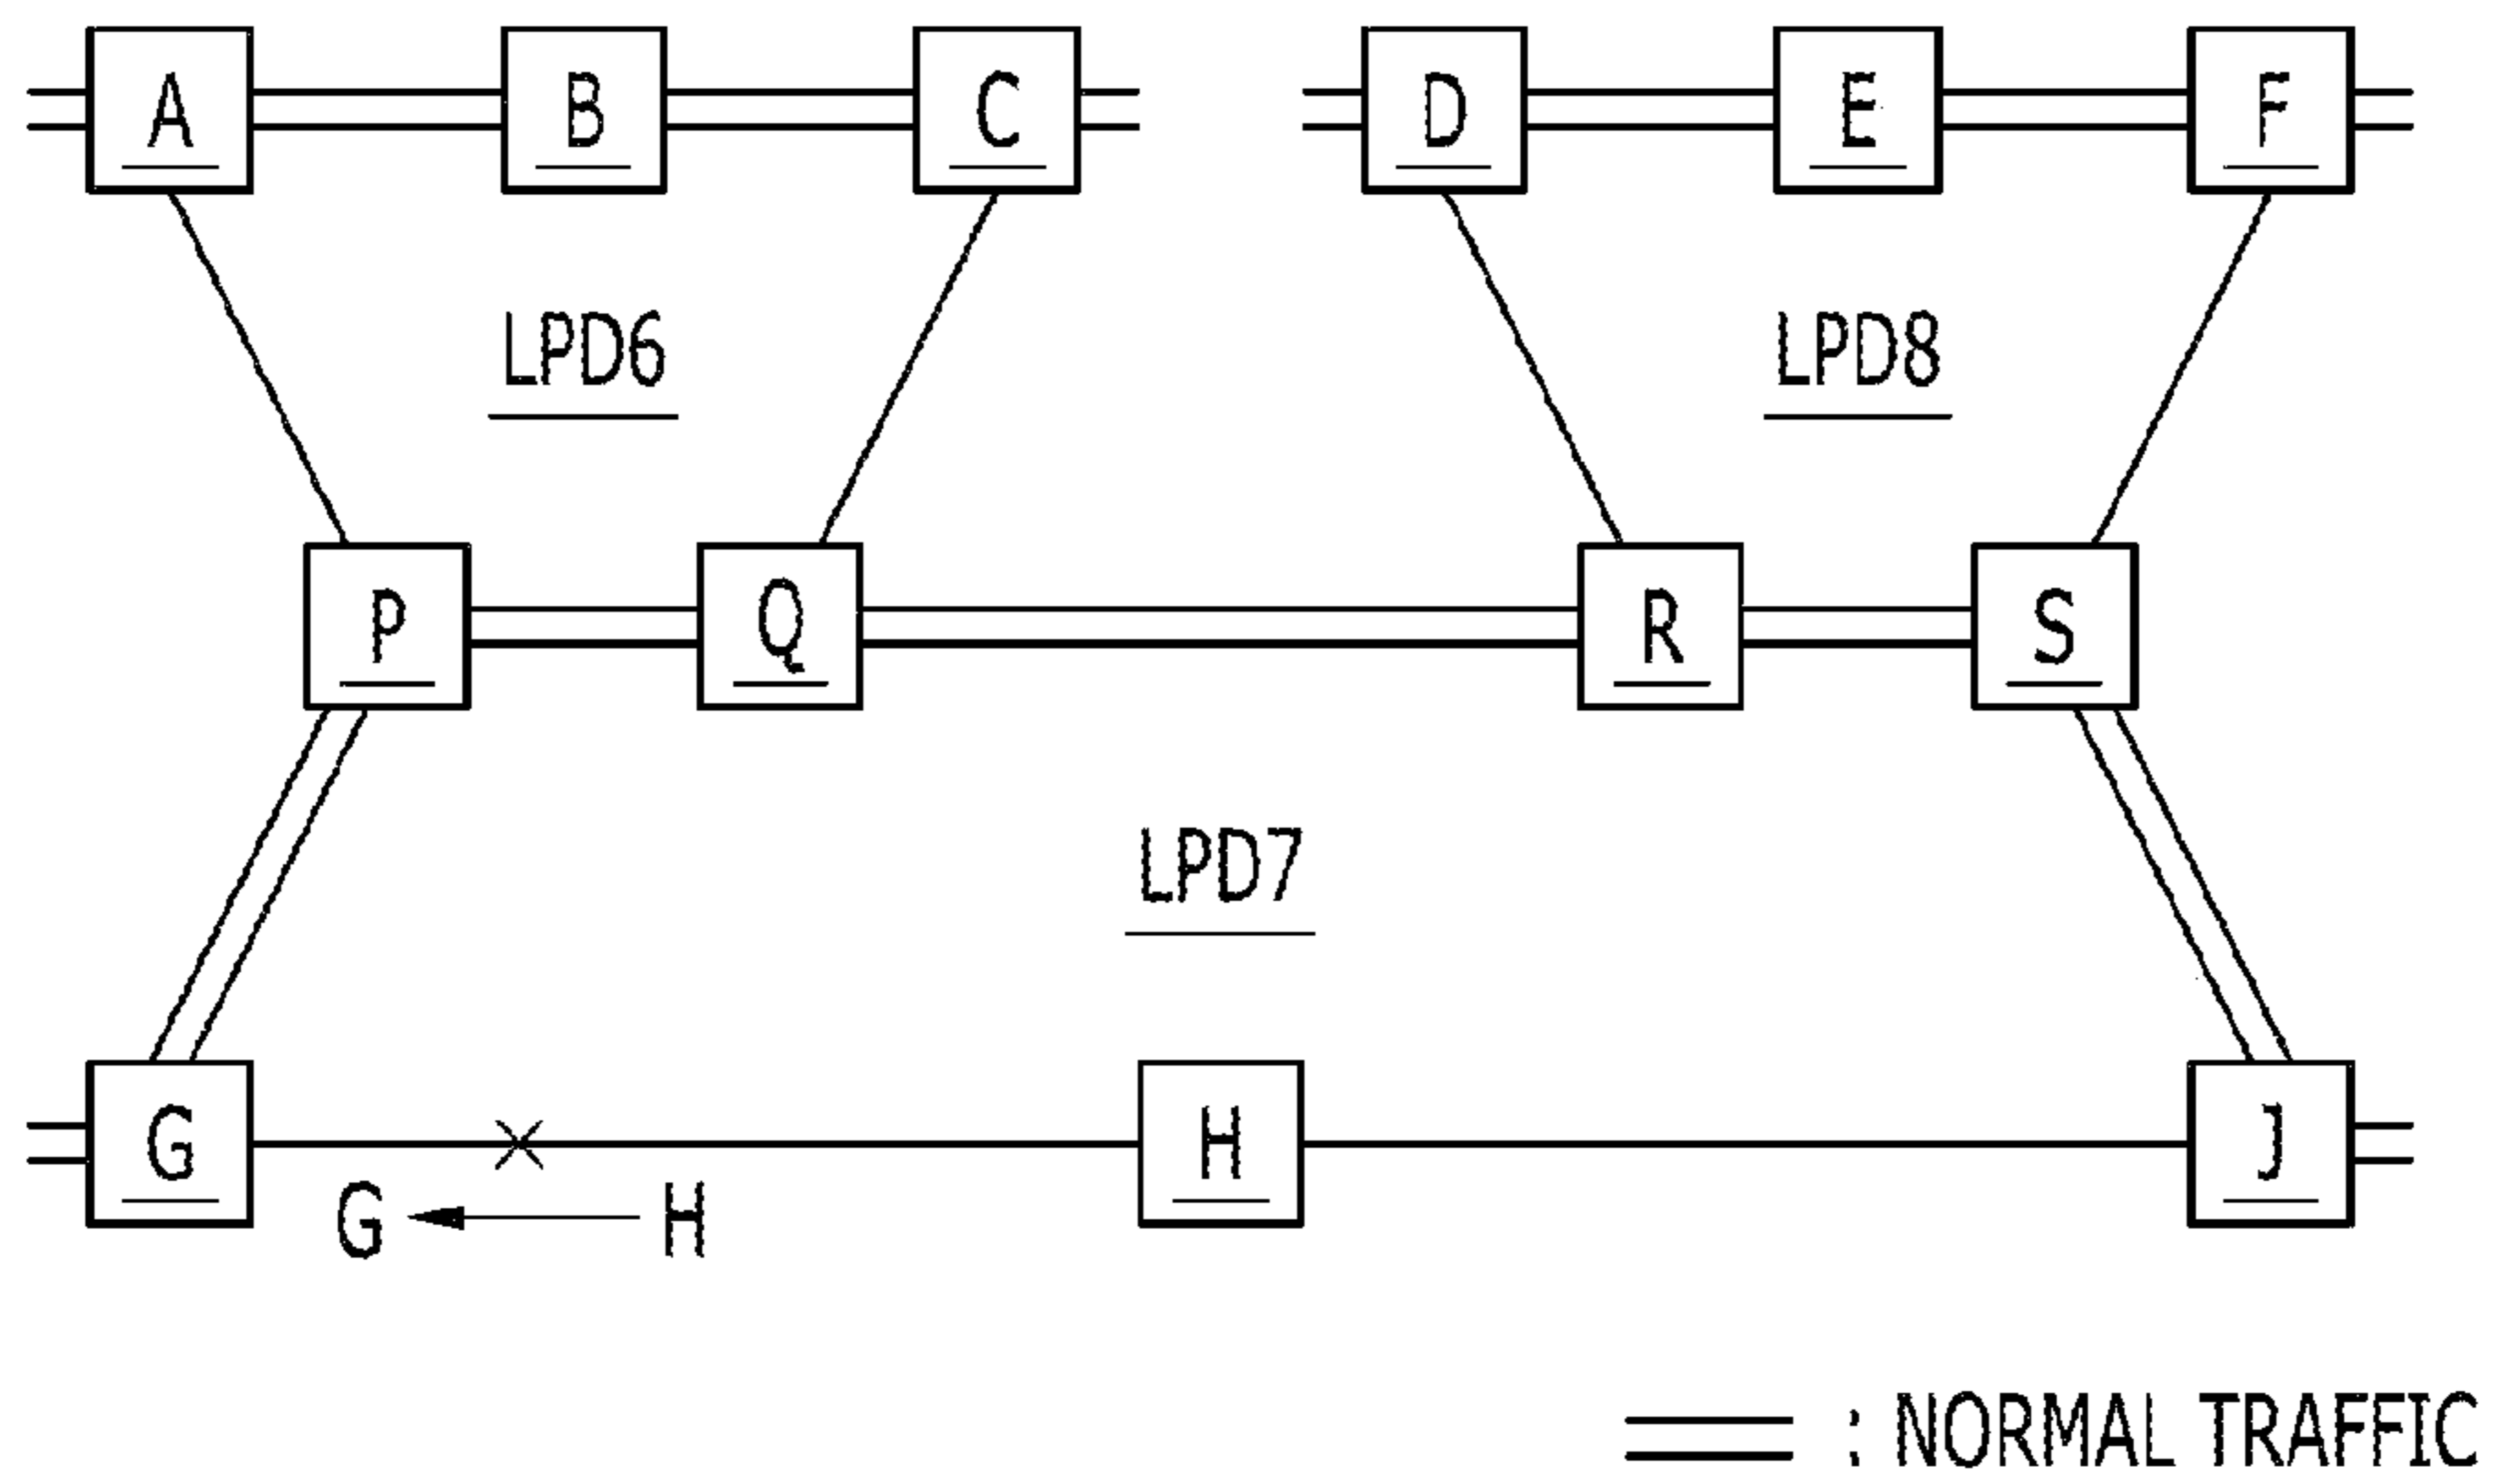 A B C D E F
LPD6 LPD8
P Q R S
LPD7
G H J
G H
: NORMAL TRAFFIC